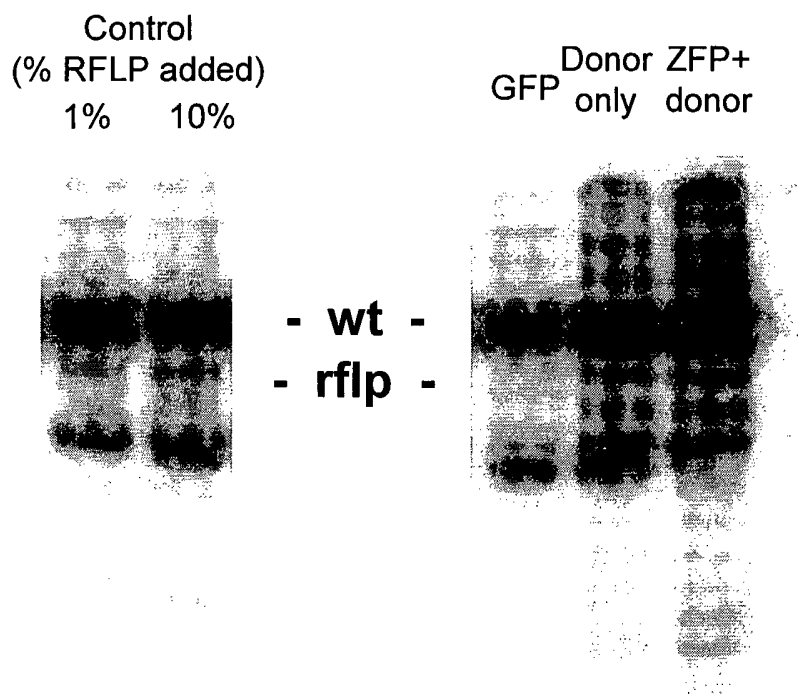 Control
(% RFLP added)
1% 10%
GFP
Donor only
ZFP+ donor
- wt -
- rflp -